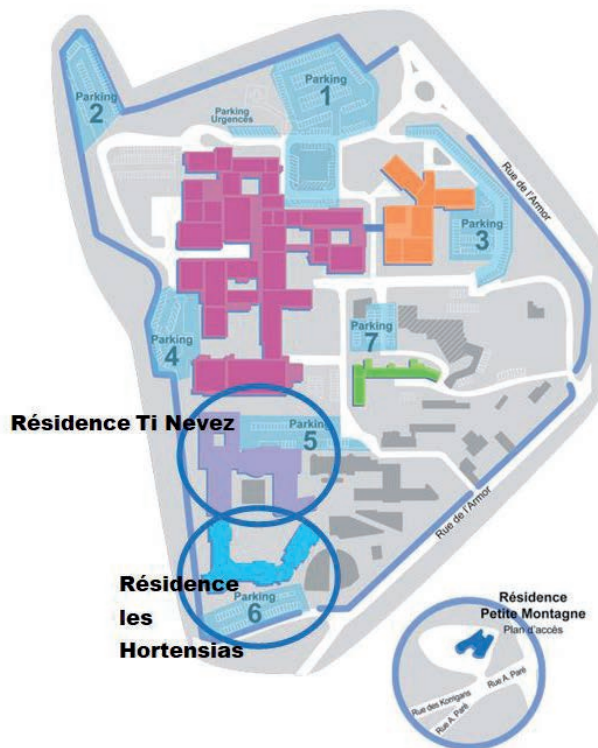 Parking
1
Parking
2
Parking
Urgences
Rue de l'Armor
Parking
3
Parking
4
Parking
7
Résidence Ti Nevez
Parking
5
Rue de l'Armor
Résidence
les
Hortensias
Parking
6
Résidence
Petite Montagne
Plan d'accès
Rue des Korrigans
Rue A. Paré
Rue A. Paré